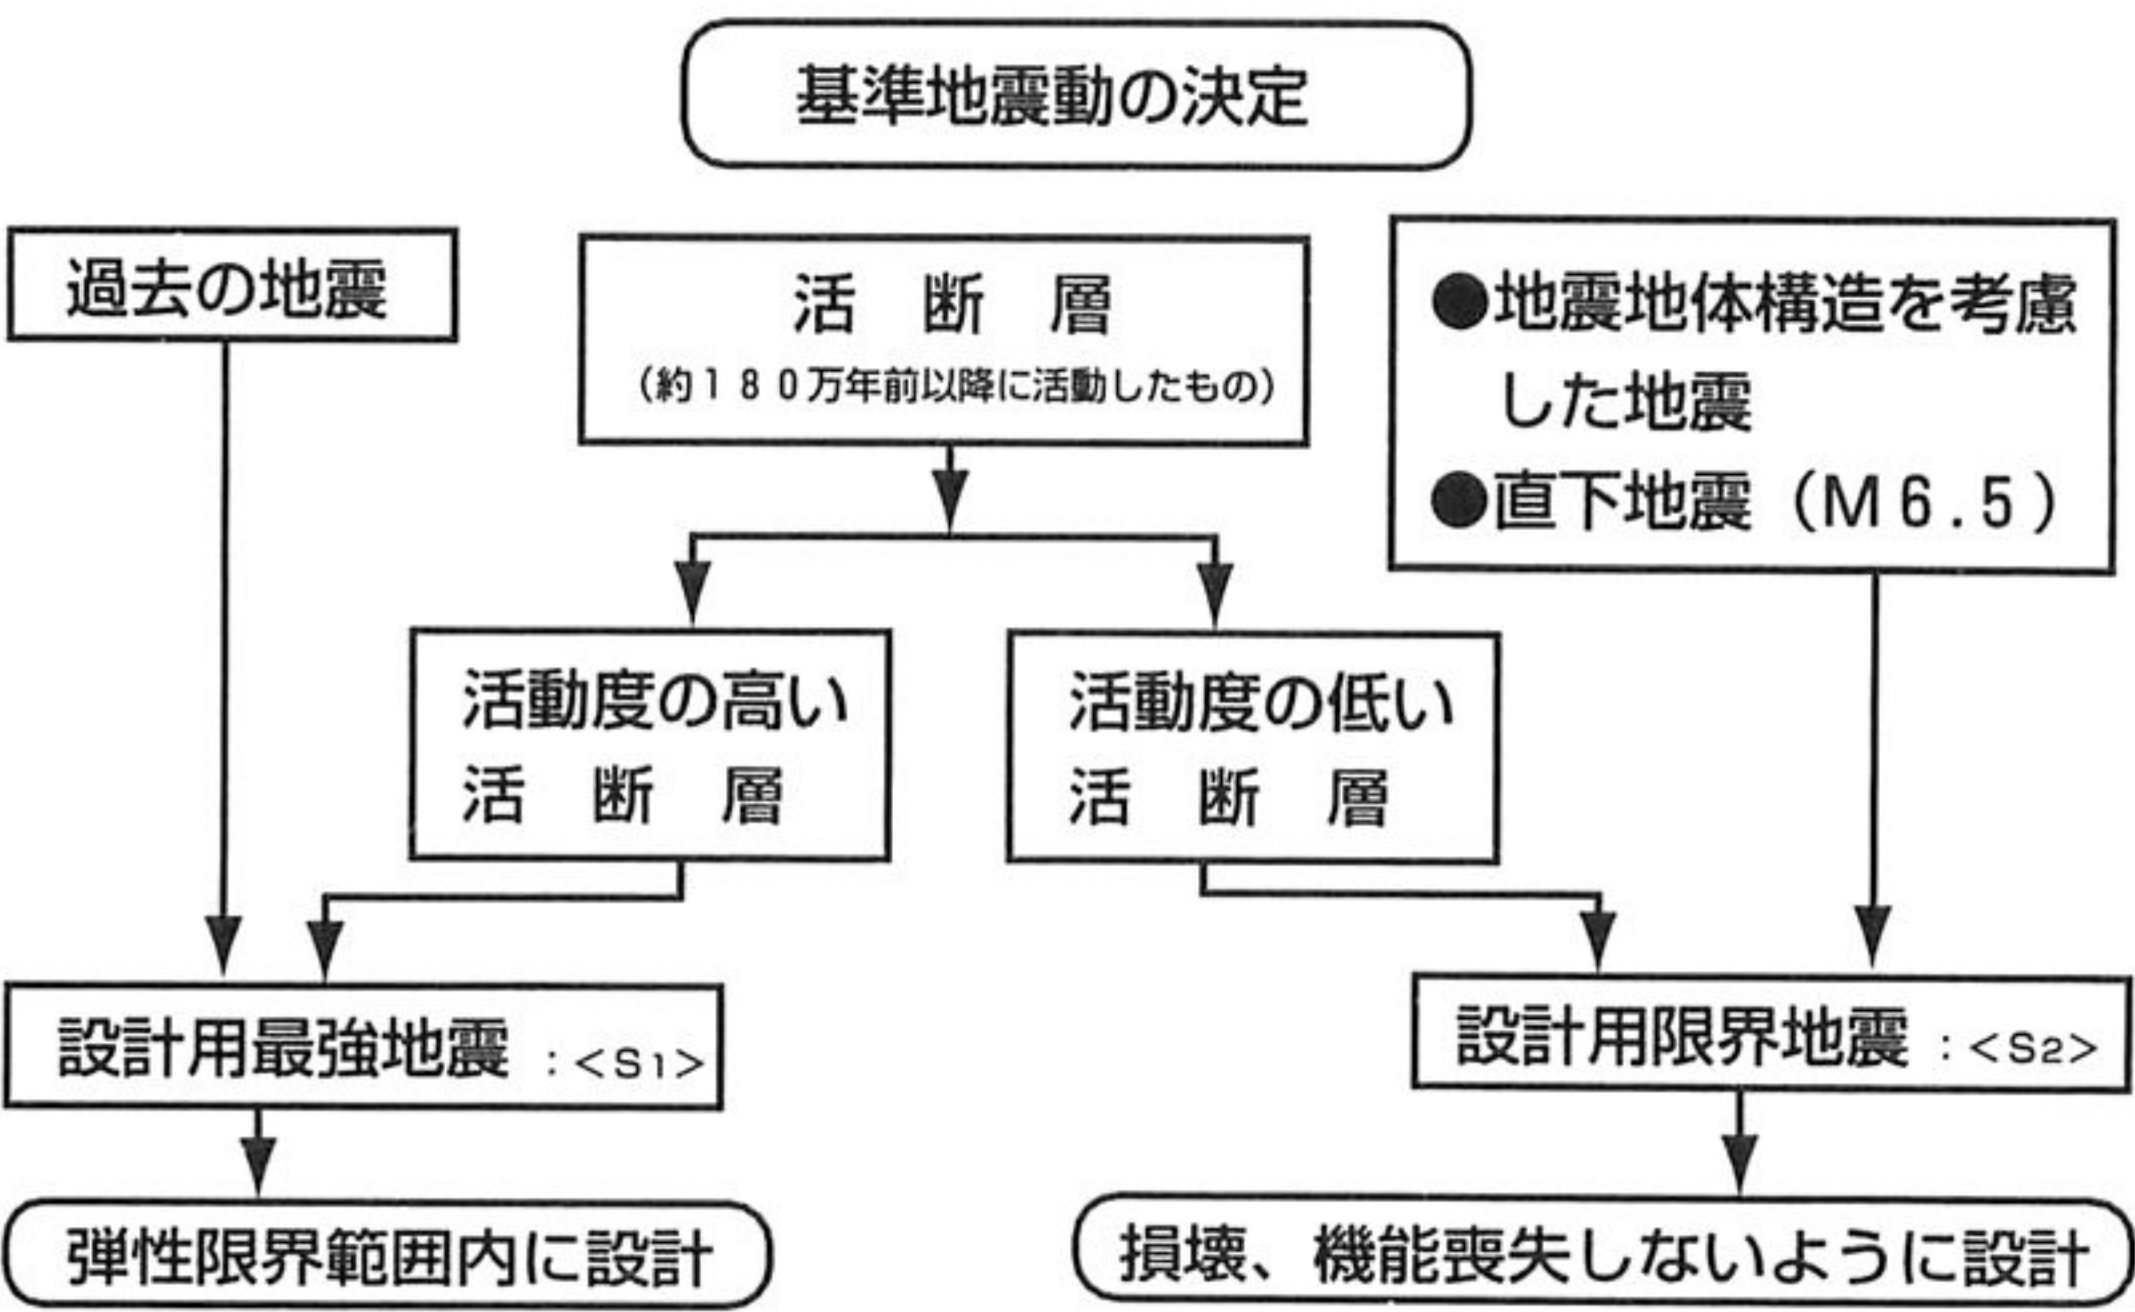 基準地震動の決定
過去の地震
活 断 層
(約180万年前以降に活動したもの)
●地震地体構造を考慮
した地震
●直下地震(M6.5)
活動度の高い
活 断 層
活動度の低い
活 断 層
設計用最強地震 :<S1>
設計用限界地震 :<S2>
弾性限界範囲内に設計
損壊、機能喪失しないように設計